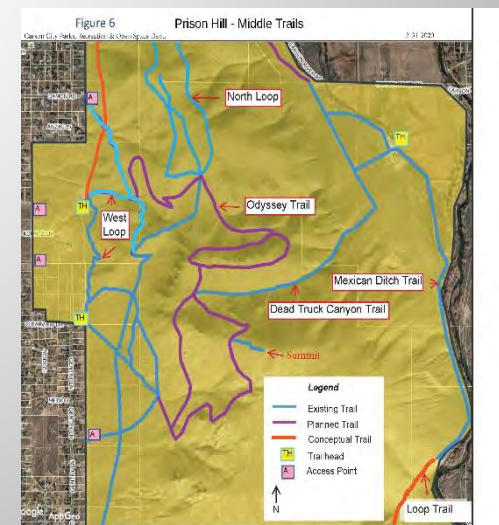 Figure 6
Prison Hill - Middle Trails
Carson City Parks, Recreation & Open Space Dept.
North Loop
TH
A
Odyssey Trail
TH
West
Loop
A
A
Mexican Ditch Trail
Dead Truck Canyon Trail
TH
Summit
Legend
Existing Trail
Planned Trail
Conceptual Trail
TH Trailhead
A Access Point
A
N
Loop Trail
AppGeo